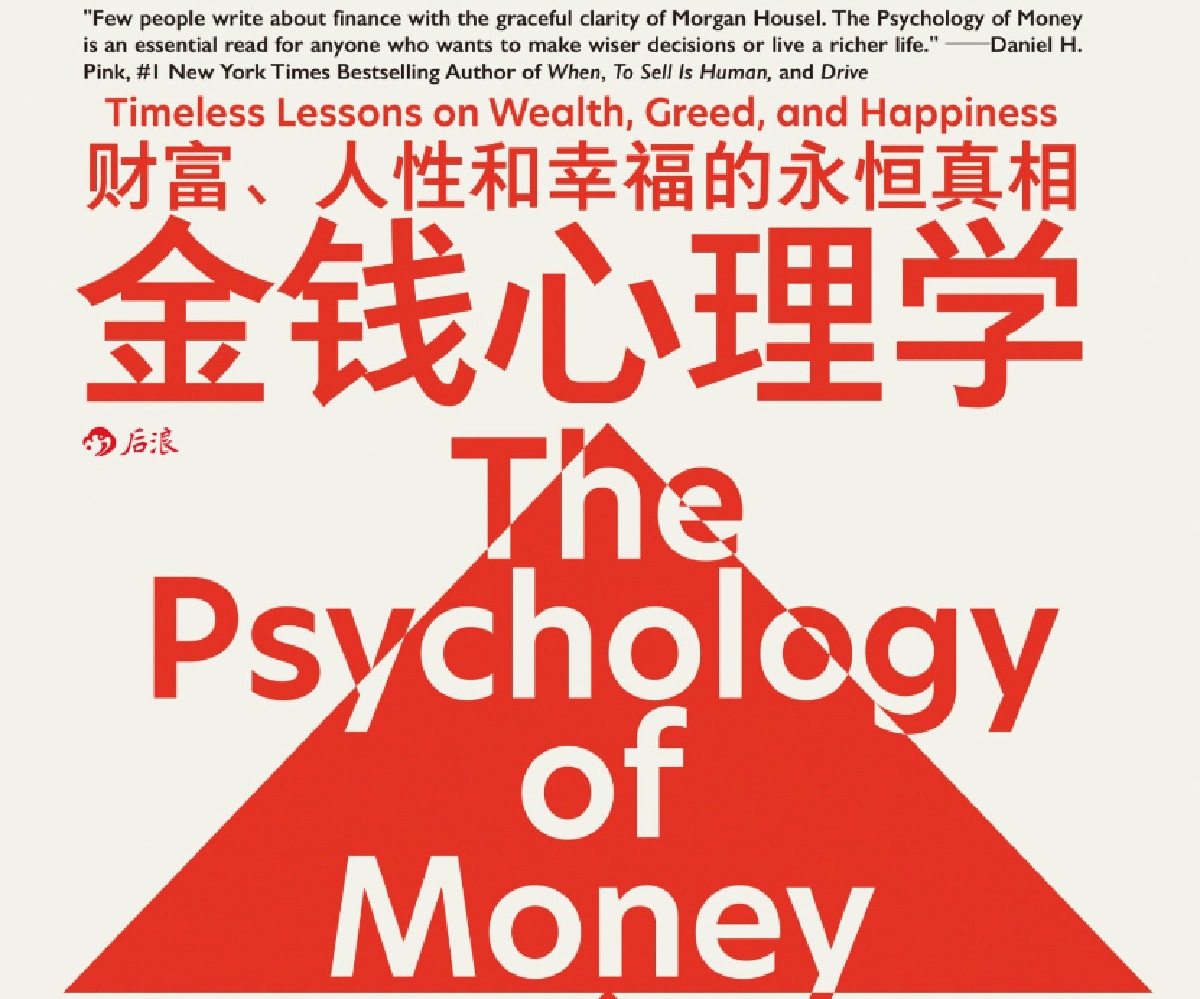 "Few people write about finance with the graceful clarity of Morgan Housel. The Psychology of Money
is an essential read for anyone who wants to make wiser decisions or live a richer life." ——Daniel H.
Pink, #1 New York Times Bestselling Author of When, To Sell Is Human, and Drive
Timeless Lessons on Wealth, Greed, and Happiness
财富、人性和幸福的永恒真相
金钱心理学
后浪
The
Psychology
of
Money